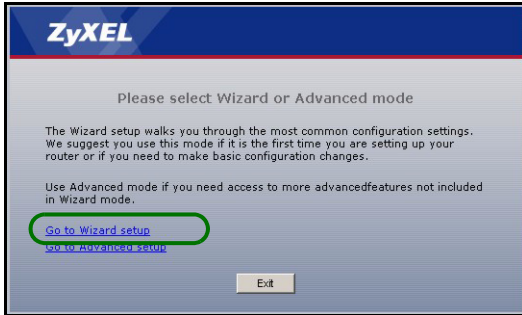 ZyXEL
Please select Wizard or Advanced mode
The Wizard setup walks you through the most common configuration settings.
We suggest you use this mode if it is the first time you are setting up your
router or if you need to make basic configuration changes.
Use Advanced mode if you need access to more advancedfeatures not included
in Wizard mode.
Go to Wizard setup
Go to Advanced setup
Exit